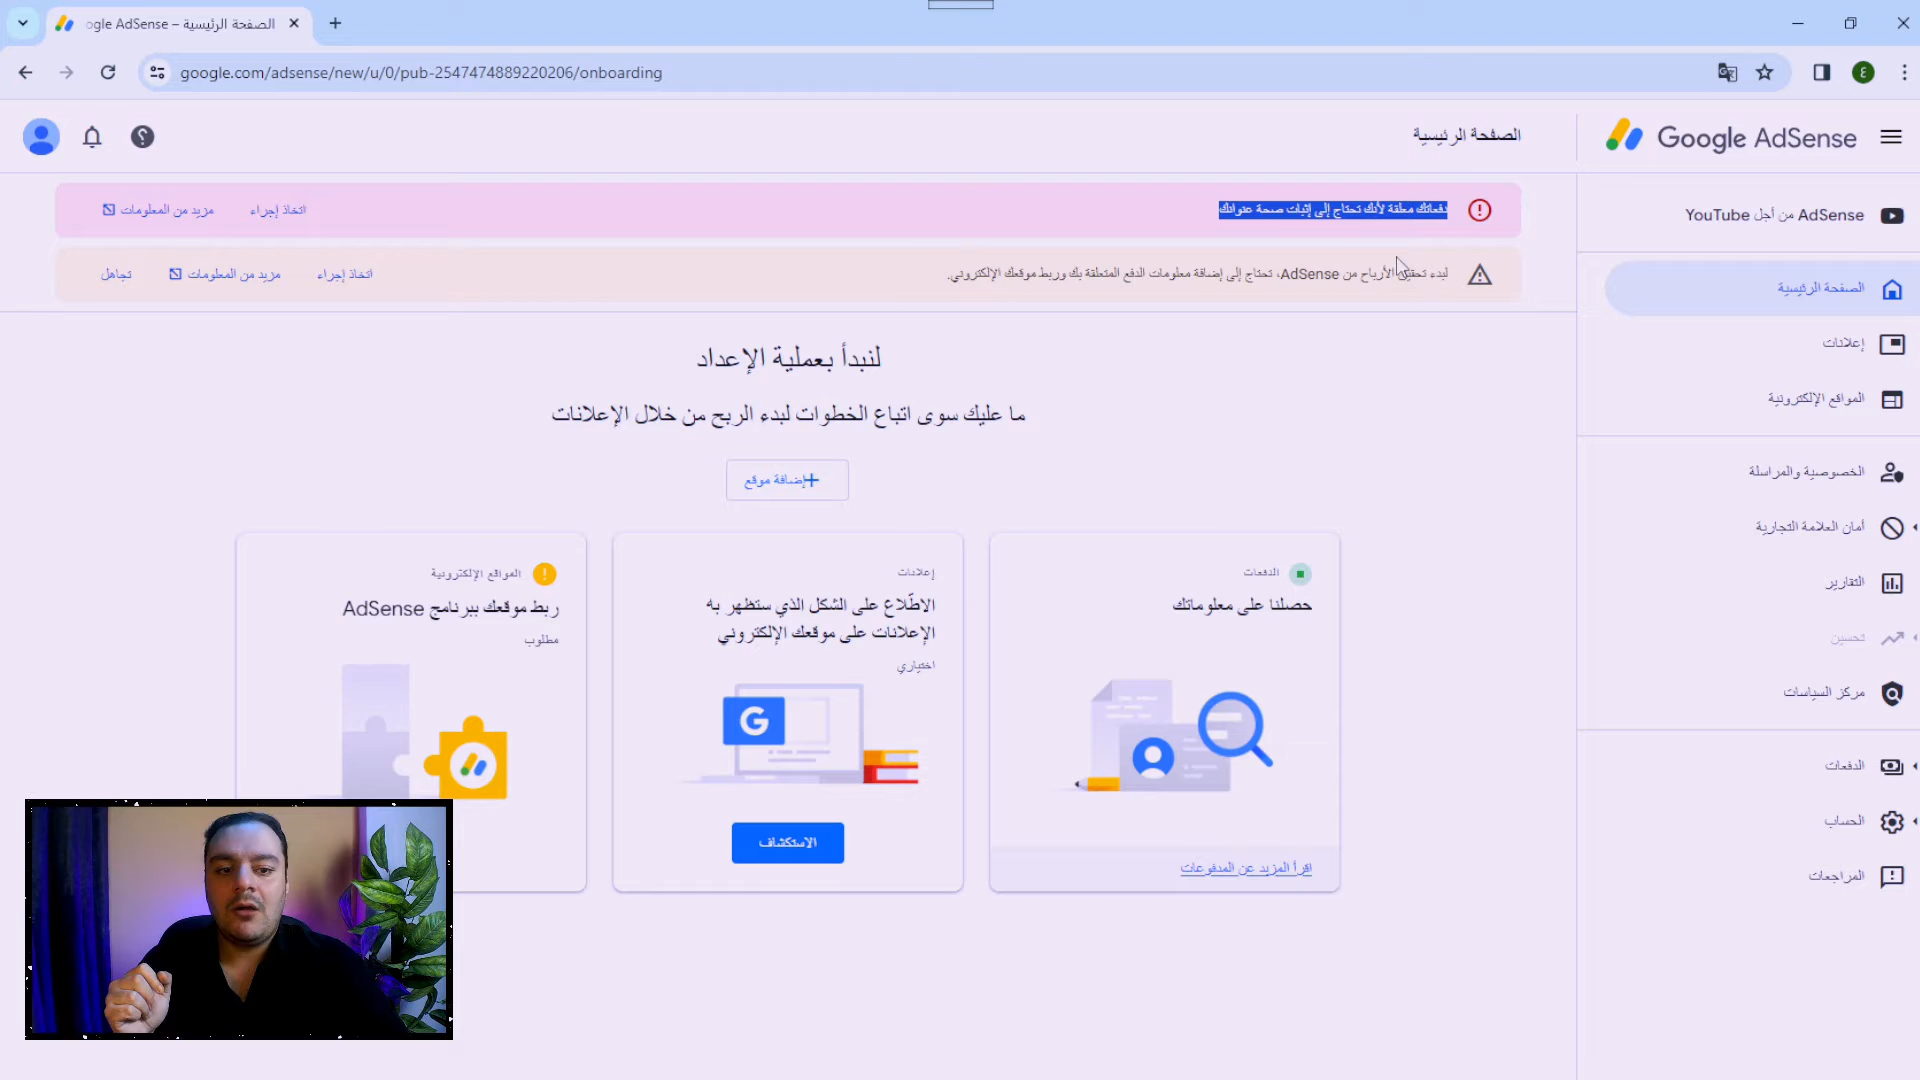 الصفحة الرئيسية – ogle AdSense
google.com/adsense/new/u/0/pub-2547474889220206/onboarding
ع
Google AdSense
الصفحة الرئيسية
دفعاتك معلّقة لأنك تحتاج إلى إثبات صحة عنوانك
اتخاذ إجراء
مزيد من المعلومات
لبدء تحقيق الأرباح من AdSense، تحتاج إلى إضافة معلومات الدفع المتعلقة بك وربط موقعك الإلكتروني.
اتخاذ إجراء
مزيد من المعلومات
تجاهل
AdSense من أجل YouTube
الصفحة الرئيسية
إعلانات
المواقع الإلكترونية
الخصوصية والمراسلة
أمان العلامة التجارية
التقارير
تحسين
مركز السياسات
الدفعات
الحساب
المراجعات
لنبدأ بعملية الإعداد
ما عليك سوى اتباع الخطوات لبدء الربح من خلال الإعلانات
إضافة موقع
الدفعات
حصلنا على معلوماتك
اقرأ المزيد عن المدفوعات
إعلانات
الاطّلاع على الشكل الذي ستظهر به
الإعلانات على موقعك الإلكتروني
اختياري
G
الاستكشاف
المواقع الإلكترونية
ربط موقعك ببرنامج AdSense
مطلوب